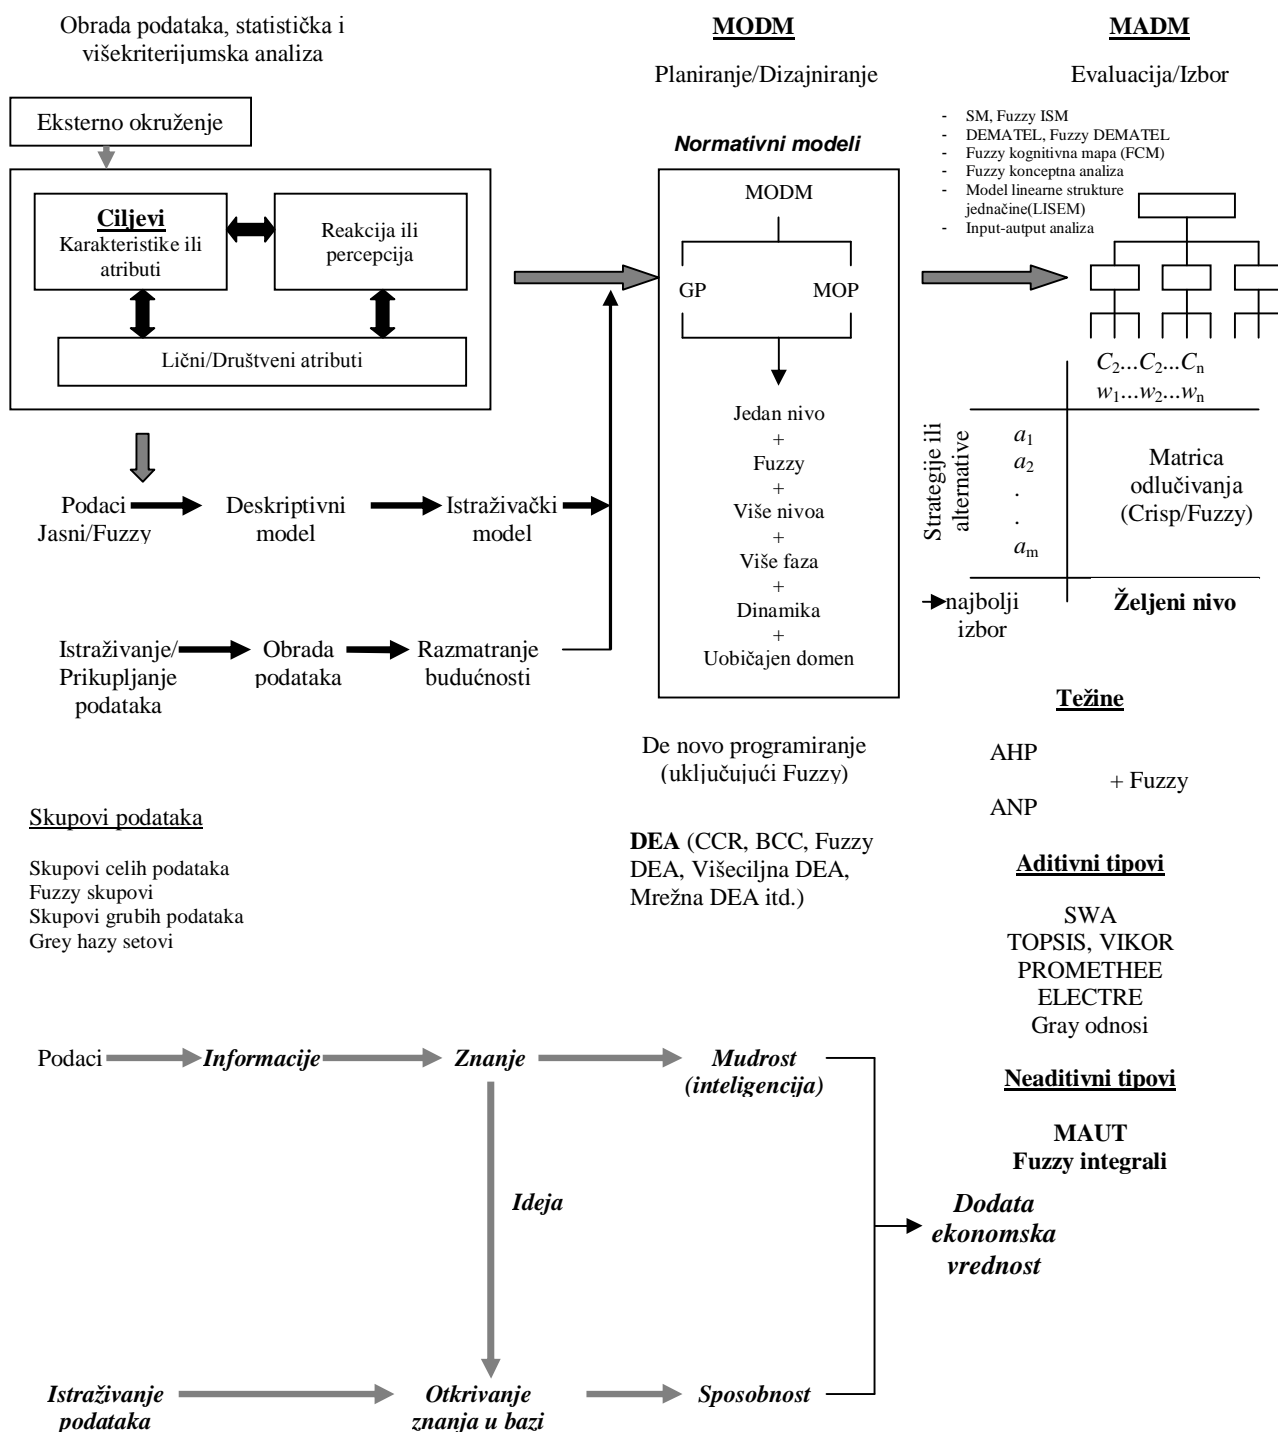 Obrada podataka, statistička i
višekriterijumska analiza
Eksterno okruženje
Ciljevi
Karakteristike ili
atributi
Reakcija ili
percepcija
Lični/Društveni atributi
Podaci
Jasni/Fuzzy
Deskriptivni
model
Istraživački
model
Istraživanje/
Prikupljanje
podataka
Obrada
podataka
Razmatranje
budućnosti
Skupovi podataka
Skupovi celih podataka
Fuzzy skupovi
Skupovi grubih podataka
Grey hazy setovi
MODM
Planiranje/Dizajniranje
Normativni modeli
MODM
GP
MOP
Jedan nivo
+
Fuzzy
+
Više nivoa
+
Više faza
+
Dinamika
+
Uobičajen domen
De novo programiranje
(uključujući Fuzzy)
DEA (CCR, BCC, Fuzzy
DEA, Višeciljna DEA,
Mrežna DEA itd.)
MADM
Evaluacija/Izbor
- SM, Fuzzy ISM
- DEMATEL, Fuzzy DEMATEL
- Fuzzy kognitivna mapa (FCM)
- Fuzzy konceptna analiza
- Model linearne strukture
jednačine(LISEM)
- Input-autput analiza
C2...C2...Cn
w1...w2...wn
Strategije ili
alternative
a1
a2
.
.
am
Matrica
odlučivanja
(Crisp/Fuzzy)
najbolji
izbor
Željeni nivo
Težine
AHP
+ Fuzzy
ANP
Aditivni tipovi
SWA
TOPSIS, VIKOR
PROMETHEE
ELECTRE
Gray odnosi
Neaditivni tipovi
MAUT
Fuzzy integrali
Podaci
Informacije
Znanje
Mudrost
(inteligencija)
Ideja
Dodata
ekonomska
vrednost
Istraživanje
podataka
Otkrivanje
znanja u bazi
Sposobnost